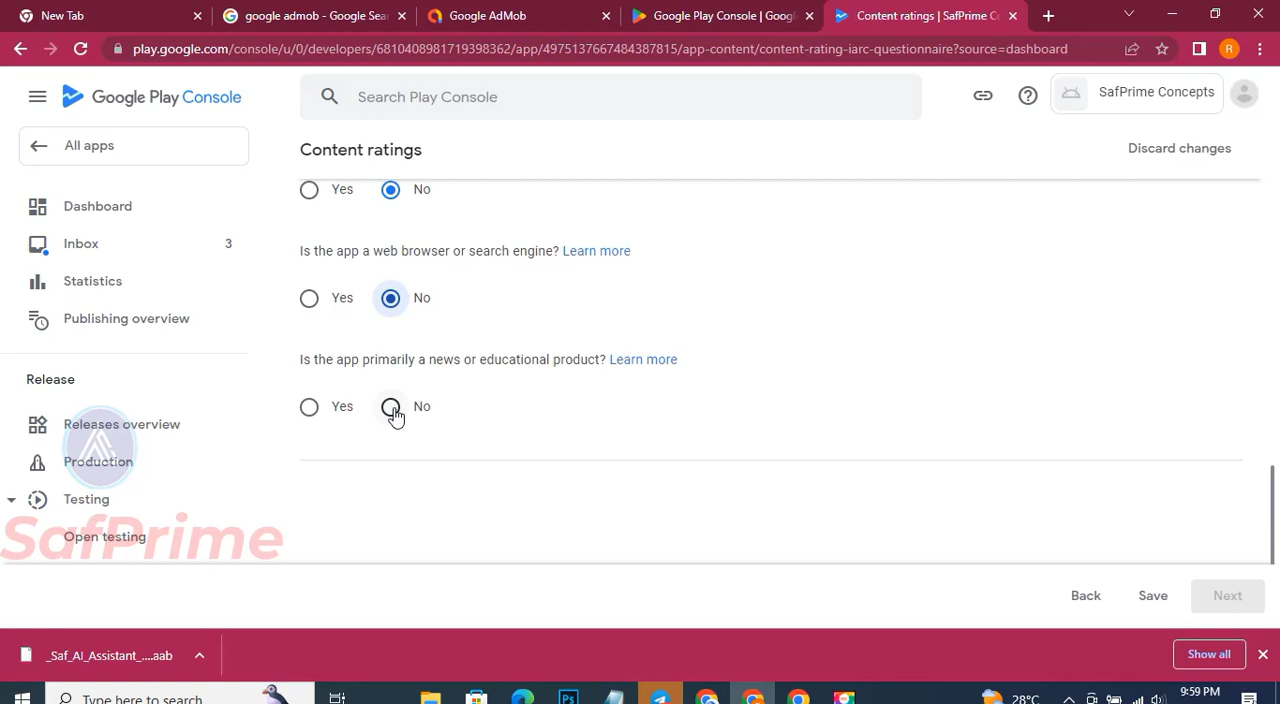 New Tab
google admob - Google Sear
Google AdMob
Google Play Console | Googl
Content ratings | SafPrime Co
play.google.com/console/u/0/developers/6810408981719398362/app/4975137667484387815/app-content/content-rating-iarc-questionnaire?source=dashboard
R
Google Play Console
Search Play Console
SafPrime Concepts
All apps
Content ratings
Discard changes
Yes No
Dashboard
Inbox 3
Statistics
Publishing overview
Is the app a web browser or search engine? Learn more
Yes No
Release
Is the app primarily a news or educational product? Learn more
Yes No
Releases overview
Production
Testing
SafPrime
Open testing
Back Save Next
_Saf_AI_Assistant_....aab
Show all
Type here to search
28°C
9:59 PM